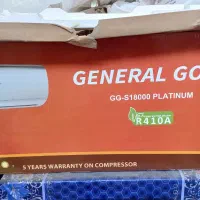 GENERAL GO
GG-S18000 PLATINUM
R410A
5 YEARS WARRANTY ON COMPRESSOR